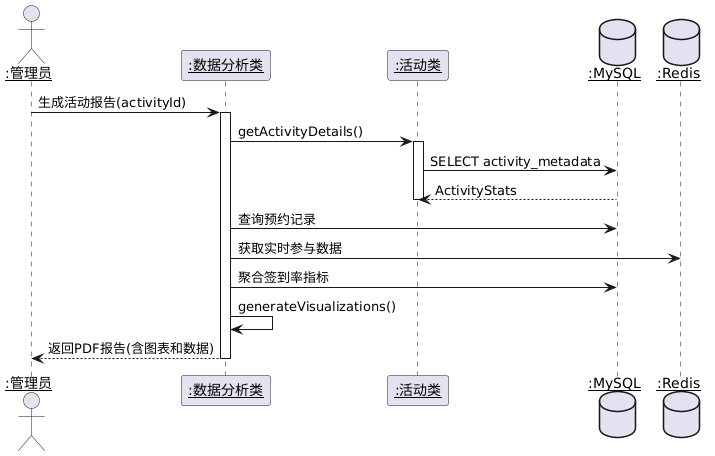 :管理员
:数据分析类
:活动类
:MySQL
:Redis
生成活动报告(activityId)
getActivityDetails()
SELECT activity_metadata
ActivityStats
查询预约记录
获取实时参与数据
聚合签到率指标
generateVisualizations()
返回PDF报告(含图表和数据)
:管理员
:数据分析类
:活动类
:MySQL
:Redis